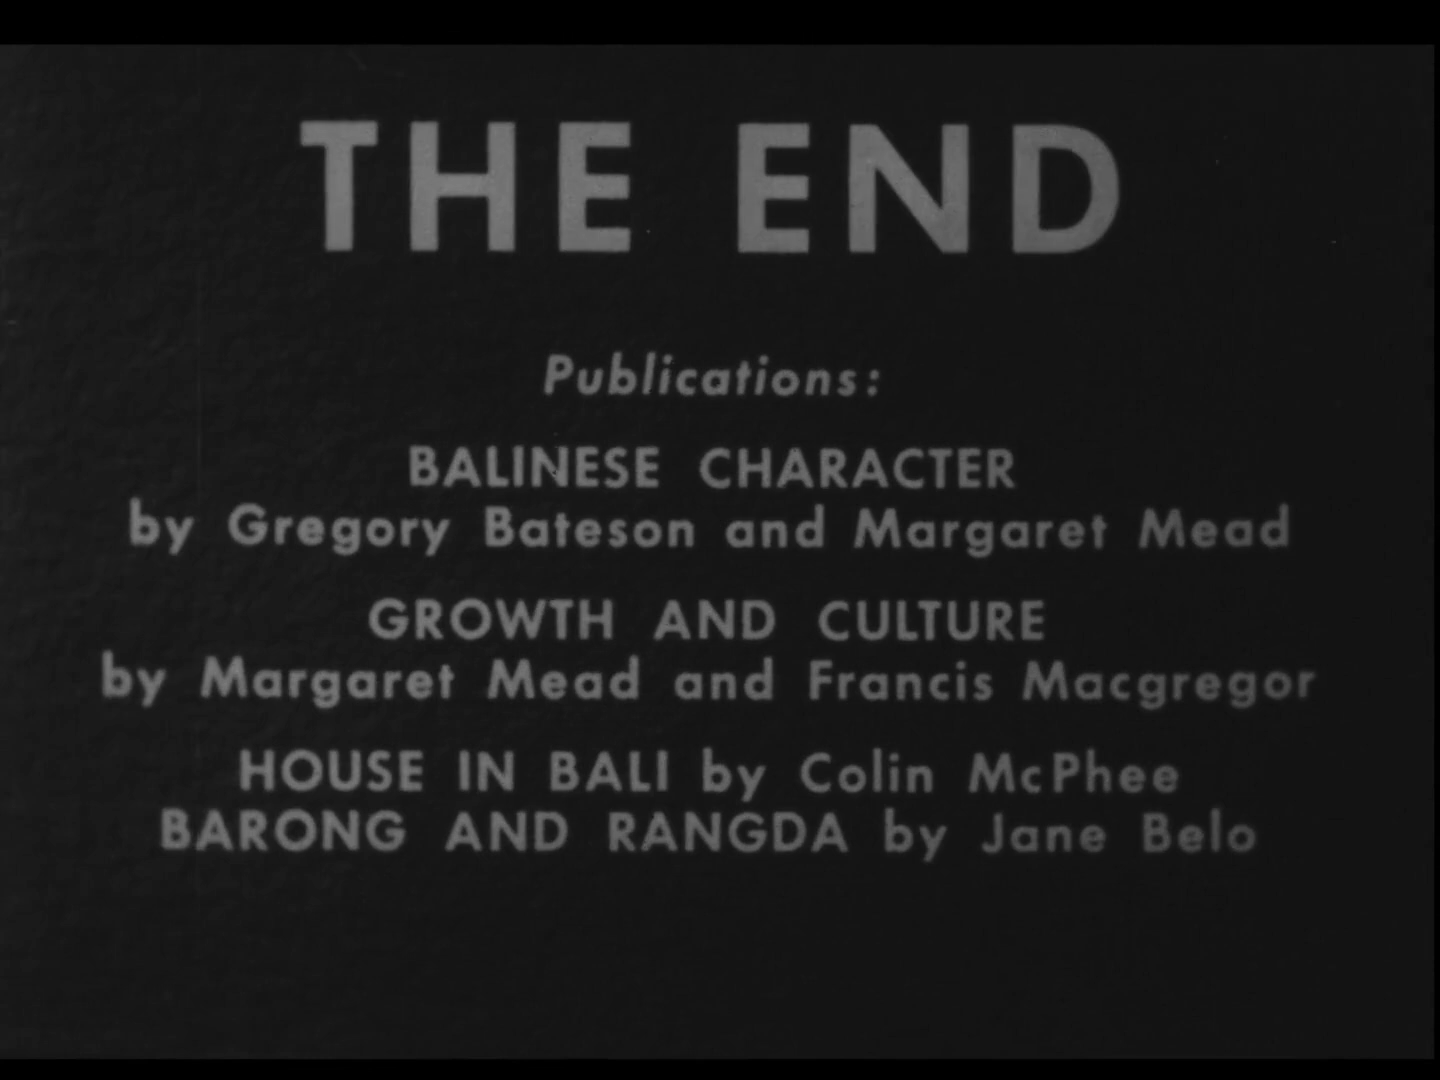 THE END
Publications:
BALINESE CHARACTER
by Gregory Bateson and Margaret Mead
GROWTH AND CULTURE
by Margaret Mead and Francis Macgregor
HOUSE IN BALI by Colin McPhee
BARONG AND RANGDA by Jane Belo